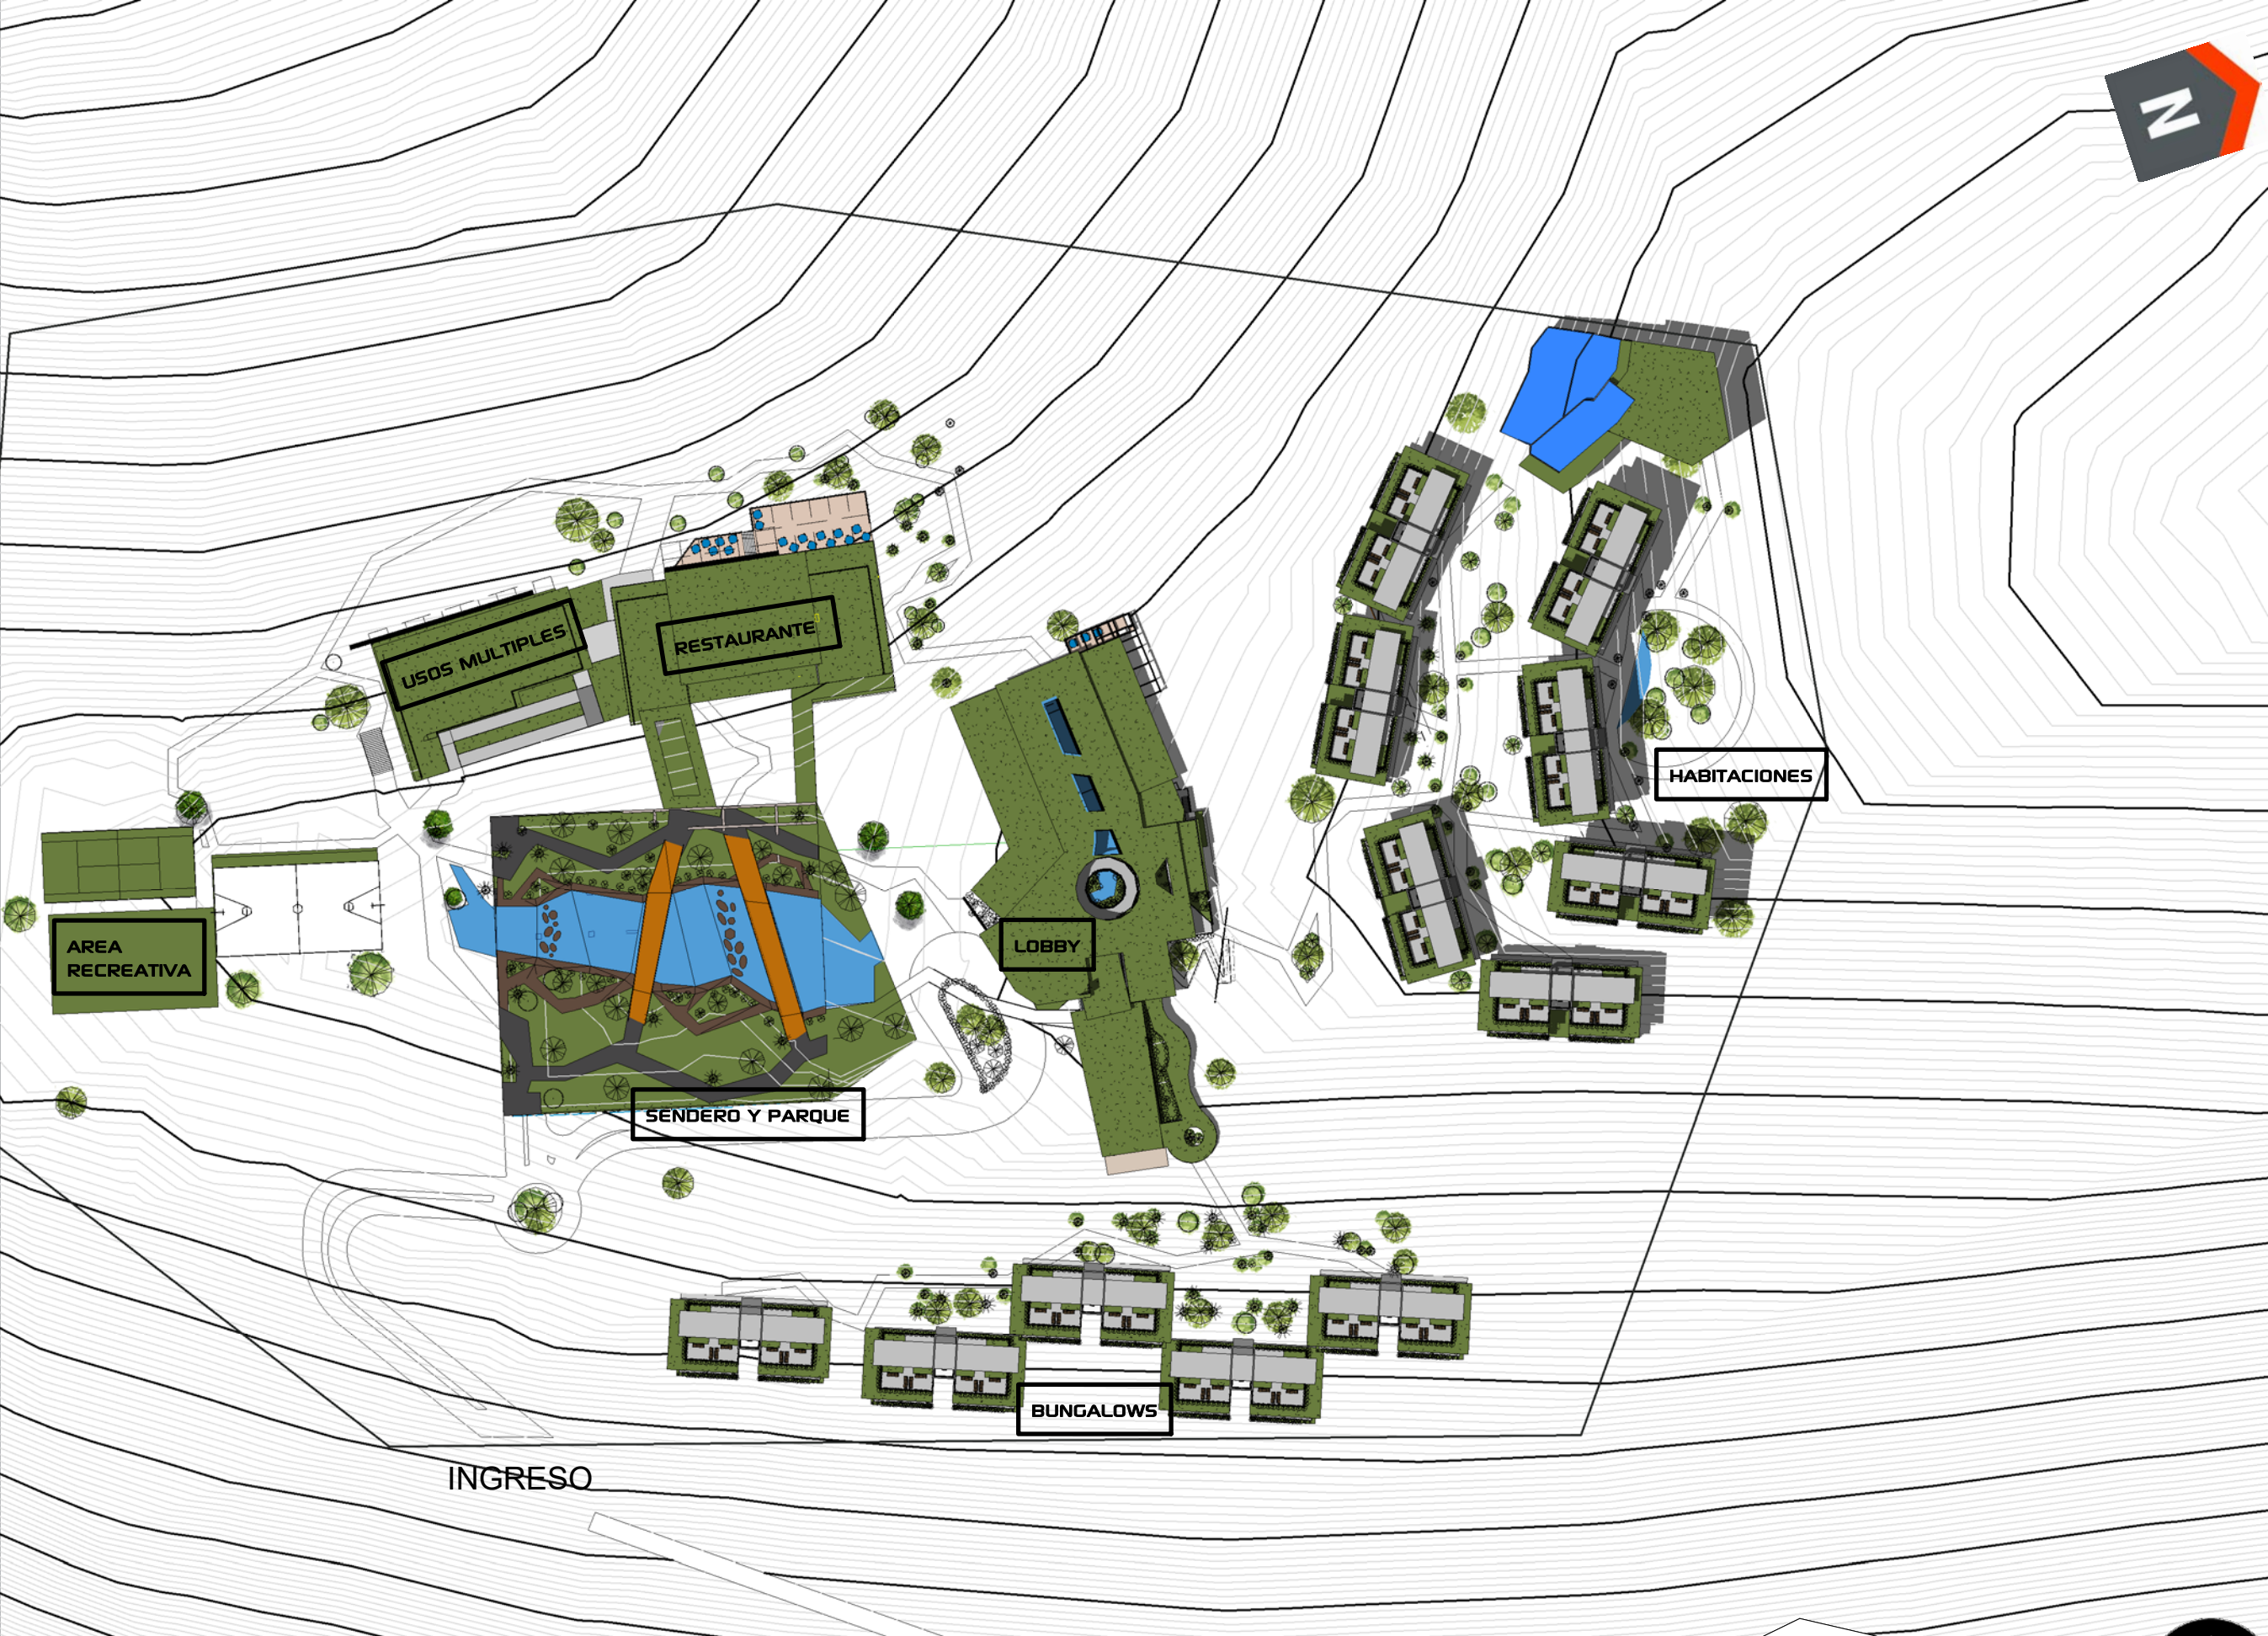 N
USOS MULTIPLES
RESTAURANTE
HABITACIONES
AREA
RECREATIVA
LOBBY
SENDERO Y PARQUE
BUNGALOWS
INGRESO